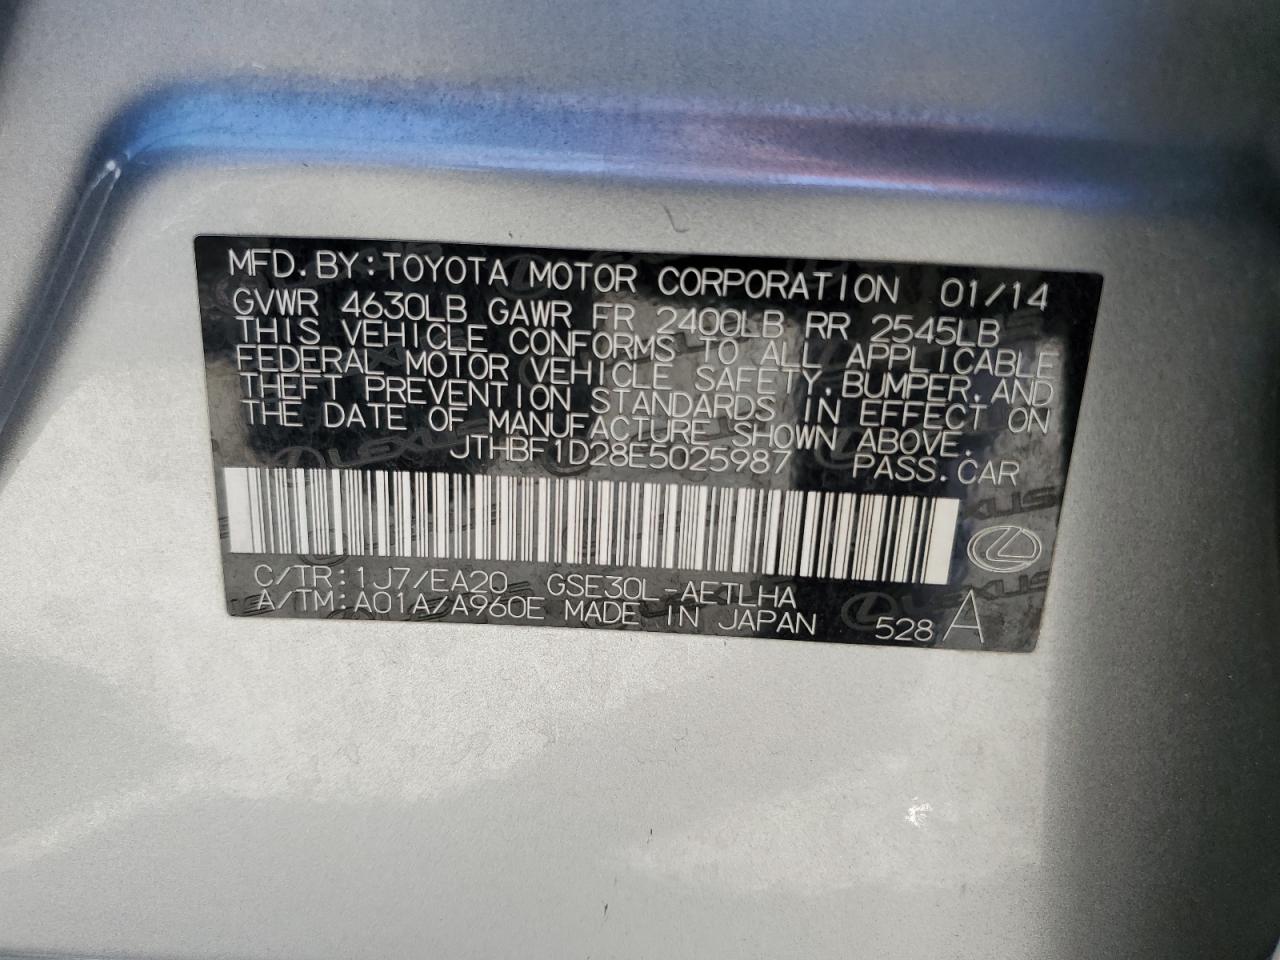 MFD.BY:TOYOTA MOTOR CORPORATION 01/14
GVWR 4630LB GAWR FR 2400LB RR 2545LB
THIS VEHICLE CONFORMS TO ALL APPLICABLE
FEDERAL MOTOR VEHICLE SAFETY,BUMPER,AND
THEFT PREVENTION STANDARDS IN EFFECT ON
THE DATE OF MANUFACTURE SHOWN ABOVE.
JTHBF1D28E5025987 PASS.CAR
C/TR:1J7/EA20 GSE30L-AETLHA
A/TM:A01A/A960E MADE IN JAPAN 528 A